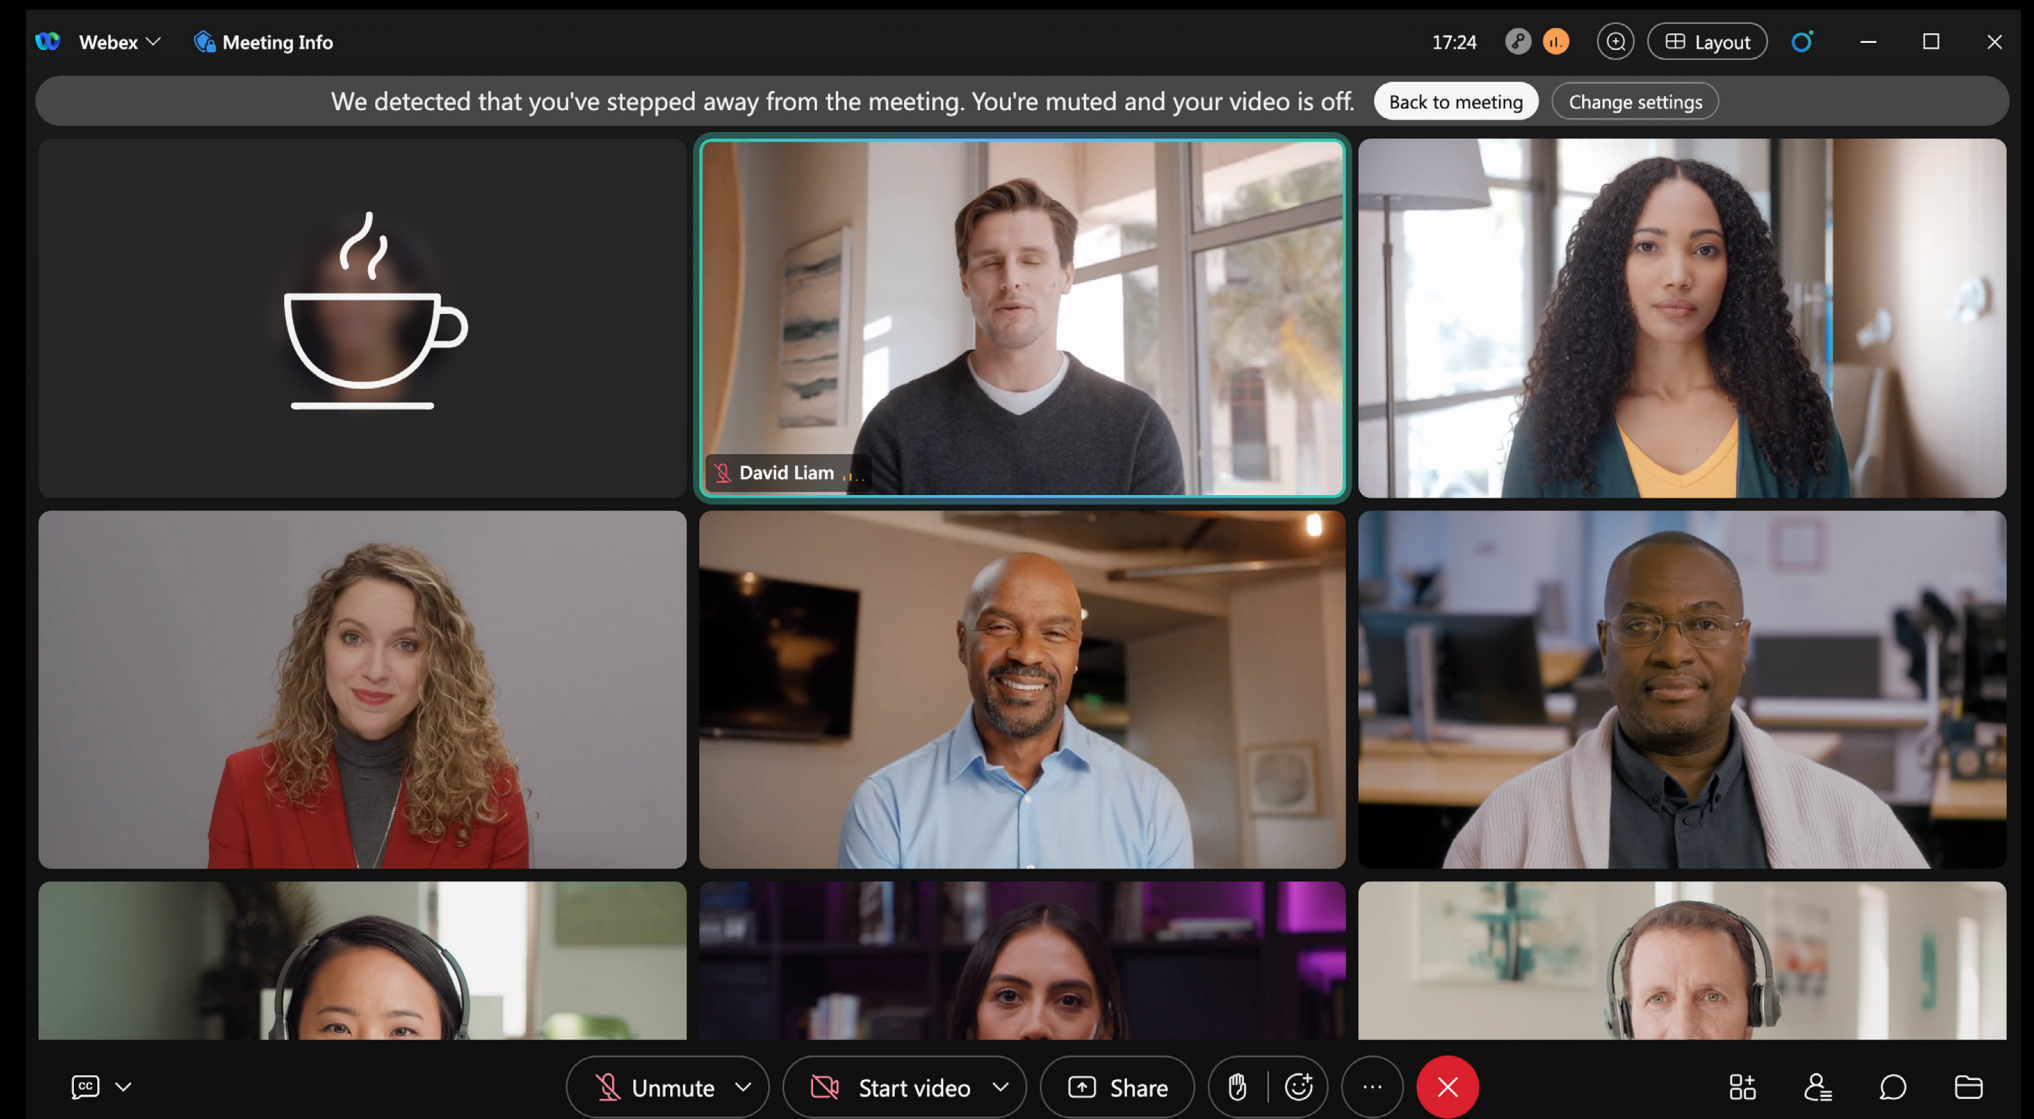 Webex
Meeting Info
17:24
Layout
We detected that you've stepped away from the meeting. You're muted and your video is off.
Back to meeting
Change settings
David Liam
CC
Unmute
Start video
Share